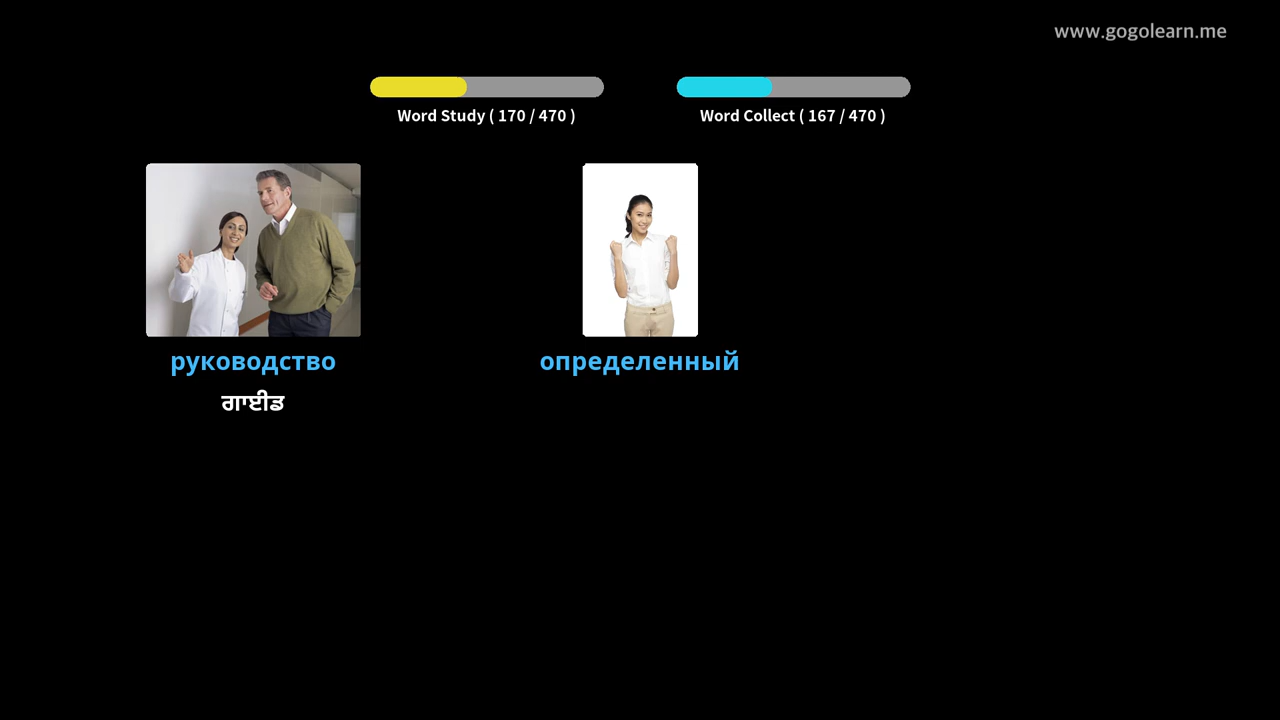 www.gogolearn.me
Word Study ( 170 / 470 )
Word Collect ( 167 / 470 )
руководство
ਗਾਈਡ
определенный